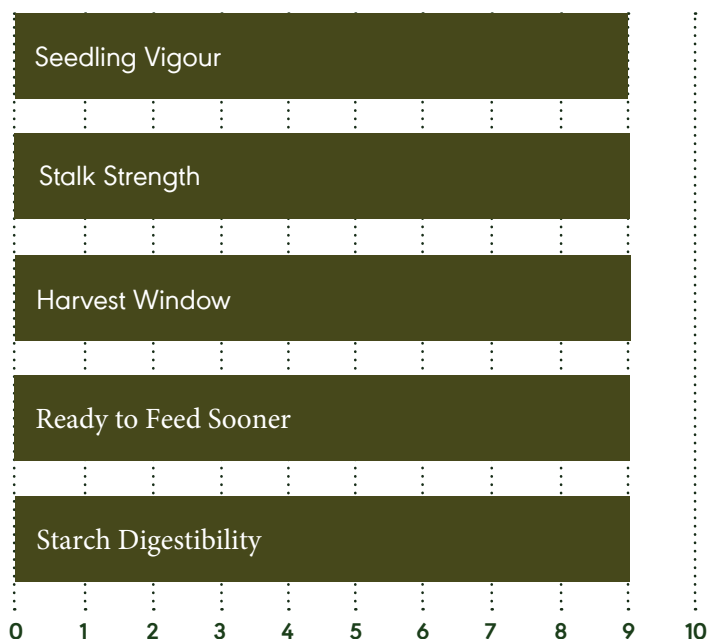 Seedling Vigour
Stalk Strength
Harvest Window
Ready to Feed Sooner
Starch Digestibility
0 1 2 3 4 5 6 7 8 9 10